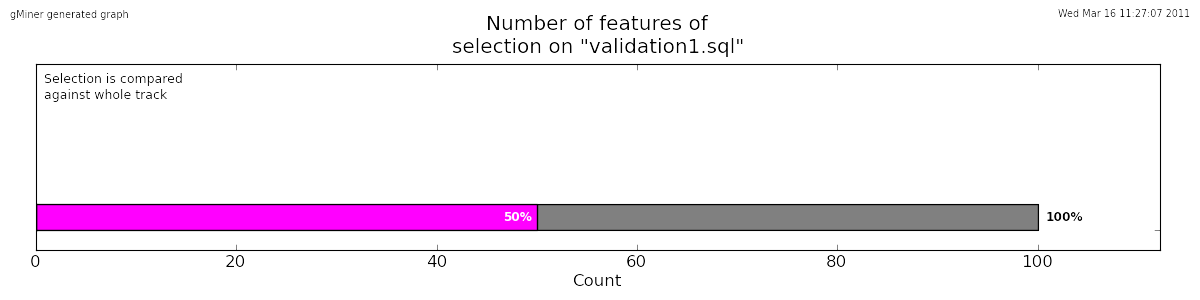 gMiner generated graph
Wed Mar 16 11:27:07 2011
Number of features of
selection on "validation1.sql"
Selection is compared
against whole track
50%
100%
0 20 40 60 80 100
Count